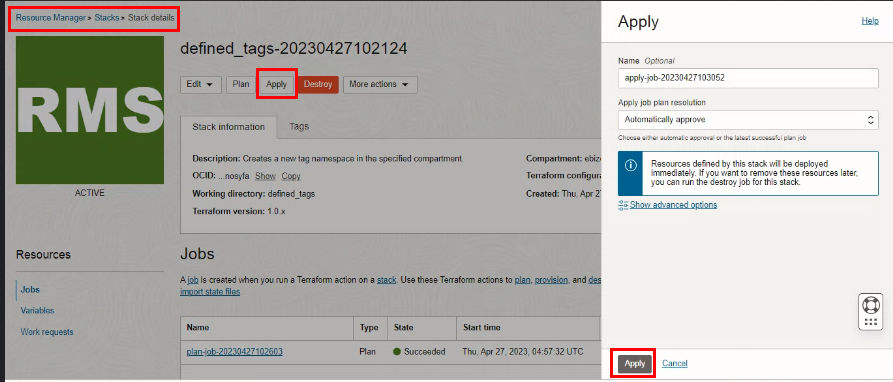 Resource Manager » Stacks » Stack details
RMS
ACTIVE
Resources
Jobs
Variables
Work requests
defined_tags-20230427102124
Edit Plan Apply Destroy More actions
Stack information Tags
Description: Creates a new tag namespace in the specified compartment
OCID: ...nosyfa Show Copy
Working directory: defined_tags
Terraform version: 1.0.x
Compartment: ebiz
Terraform configura
Created: Thu, Apr 27
Jobs
A job is created when you run a Terraform action on a stack. Use these Terraform actions to plan, provision, and des
import state files
Name Type State Start time
plan-job-20230427102603 Plan Succeeded Thu, Apr 27, 2023, 04:57:32 UTC
Apply Help
Name Optional
apply-job-20230427103052
Apply job plan resolution
Automatically approve
Choose either automatic approval or the latest successful plan job
Resources defined by this stack will be deployed
immediately. If you want to remove these resources later,
you can run the destroy job for this stack.
Show advanced options
Apply Cancel